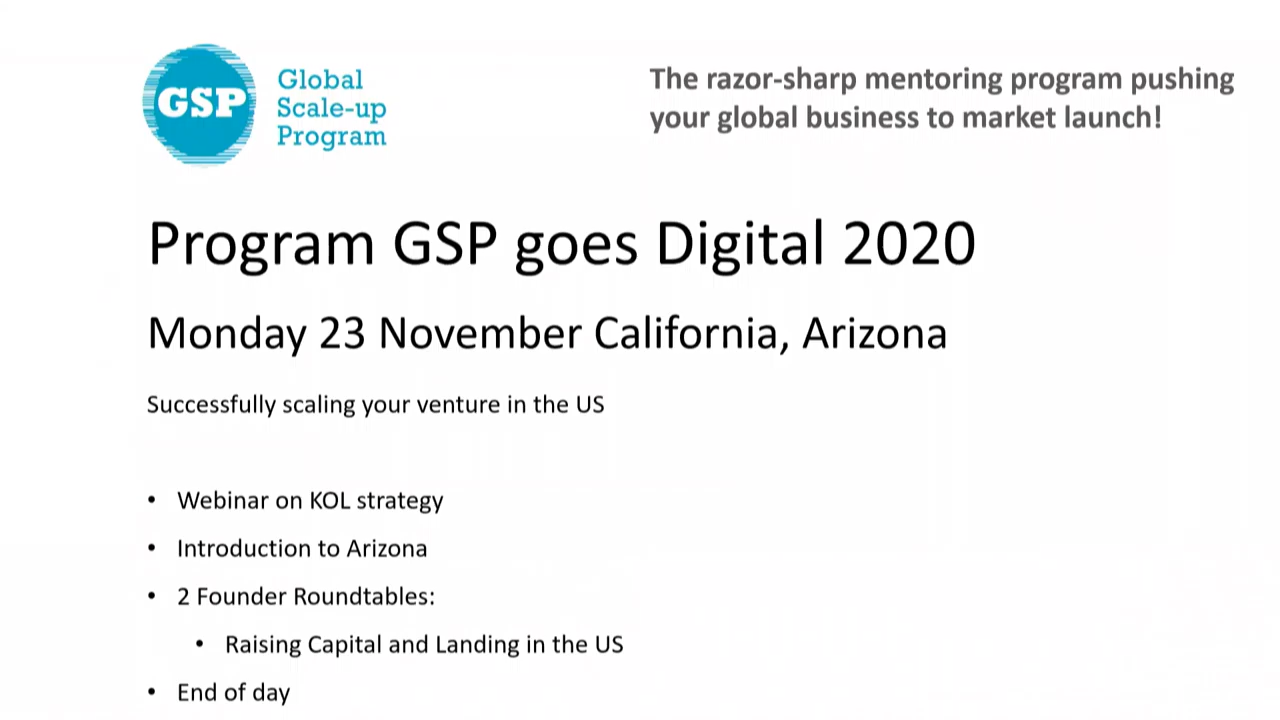 GSP
Global
Scale-up
Program
The razor-sharp mentoring program pushing
your global business to market launch!
Program GSP goes Digital 2020
Monday 23 November California, Arizona
Successfully scaling your venture in the US
• Webinar on KOL strategy
• Introduction to Arizona
• 2 Founder Roundtables:
• Raising Capital and Landing in the US
• End of day